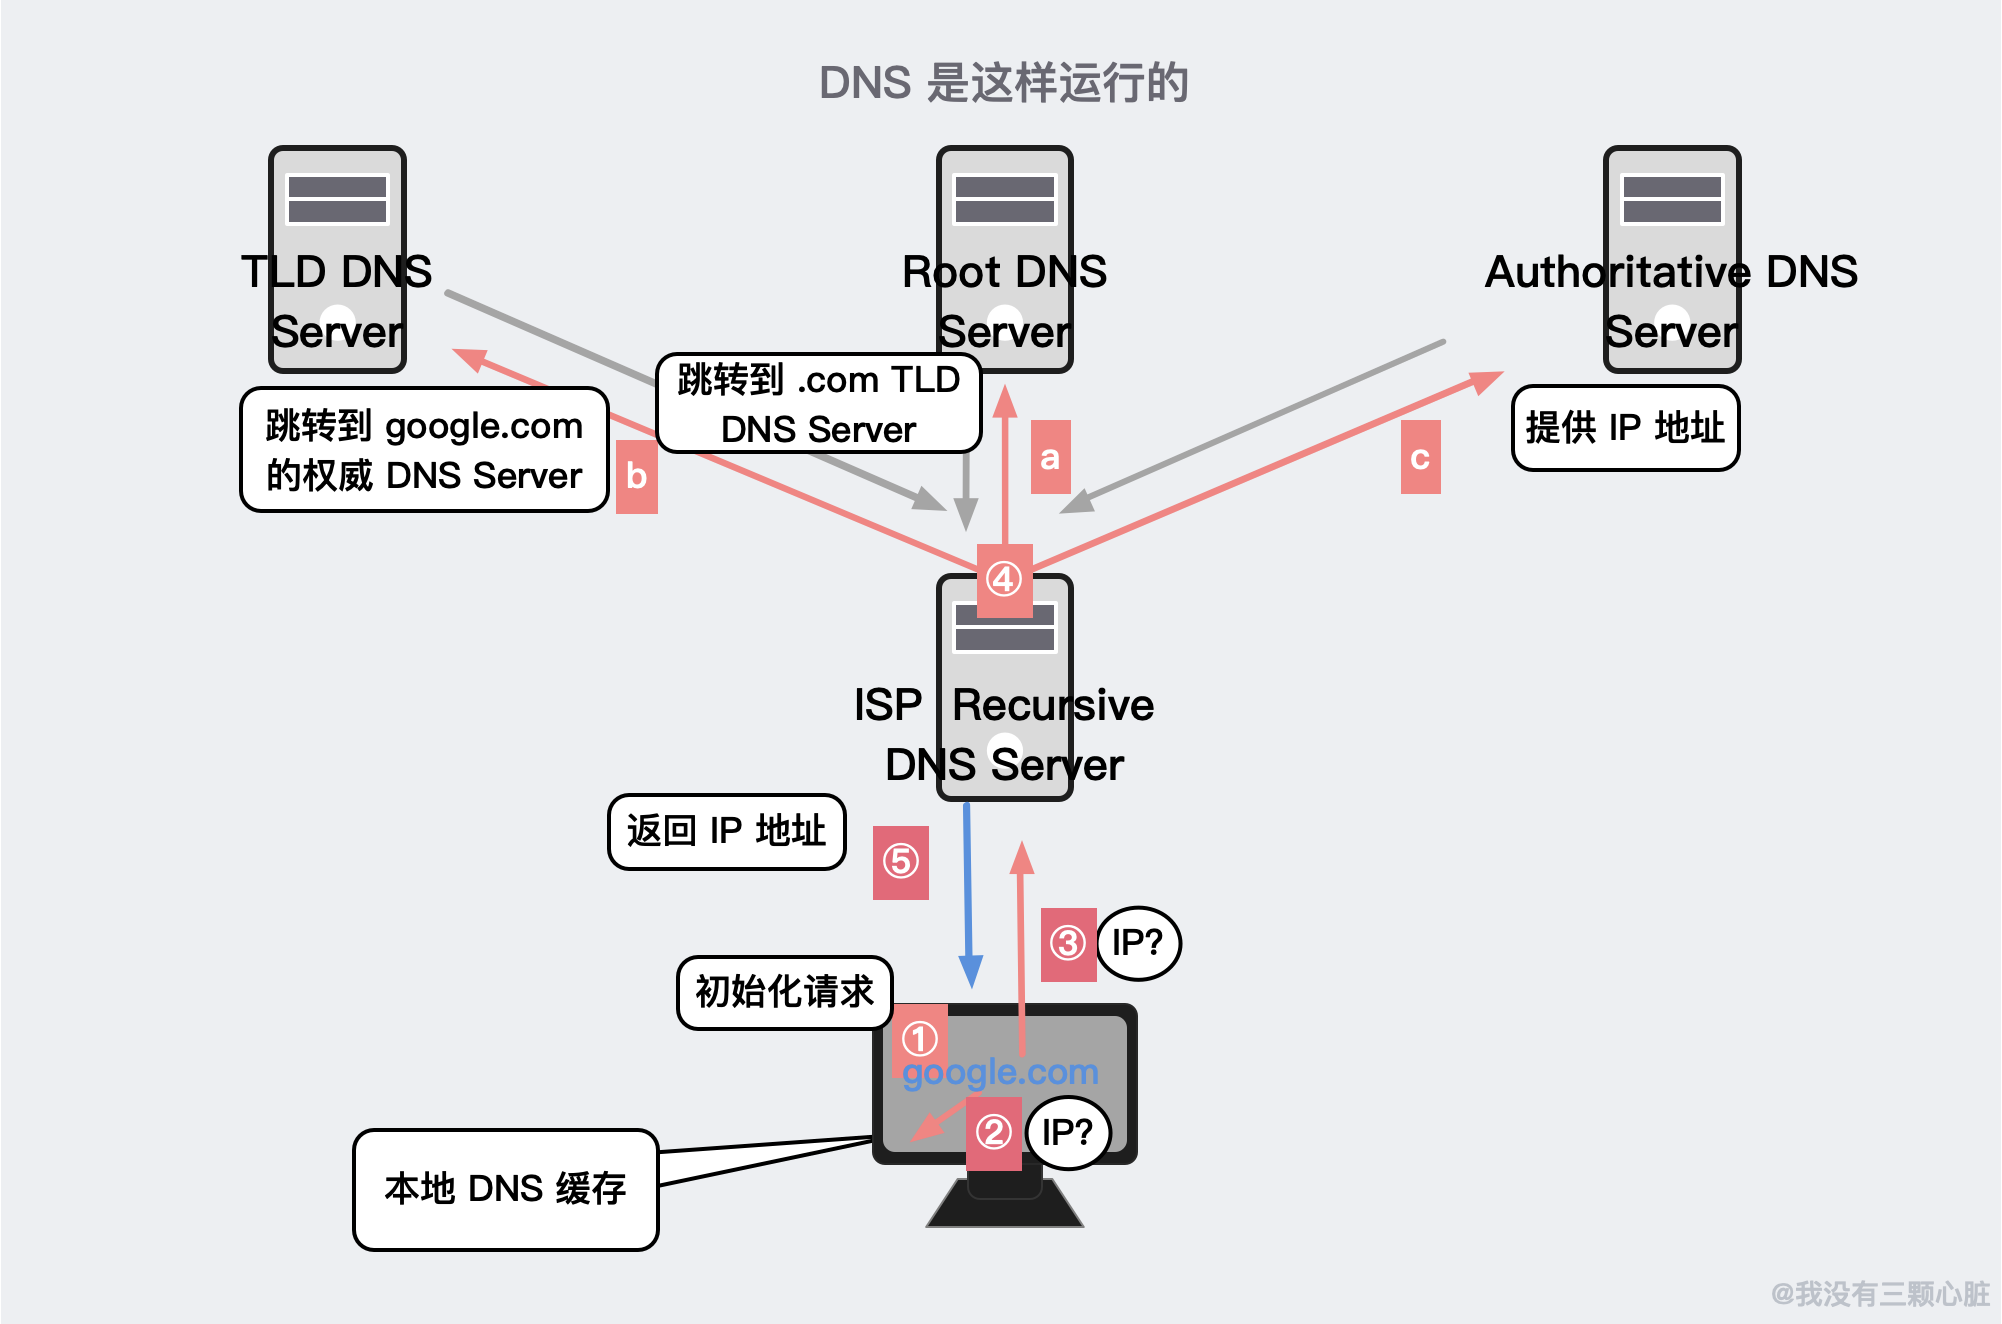 DNS 是这样运行的
TLD DNS
Server
Root DNS
Server
Authoritative DNS
Server
跳转到 google.com
的权威 DNS Server
跳转到 .com TLD
DNS Server
提供 IP 地址
b
a
c
④
ISP Recursive
DNS Server
返回 IP 地址
⑤
③
IP?
初始化请求
①
google.com
②
IP?
本地 DNS 缓存
@我没有三颗心脏